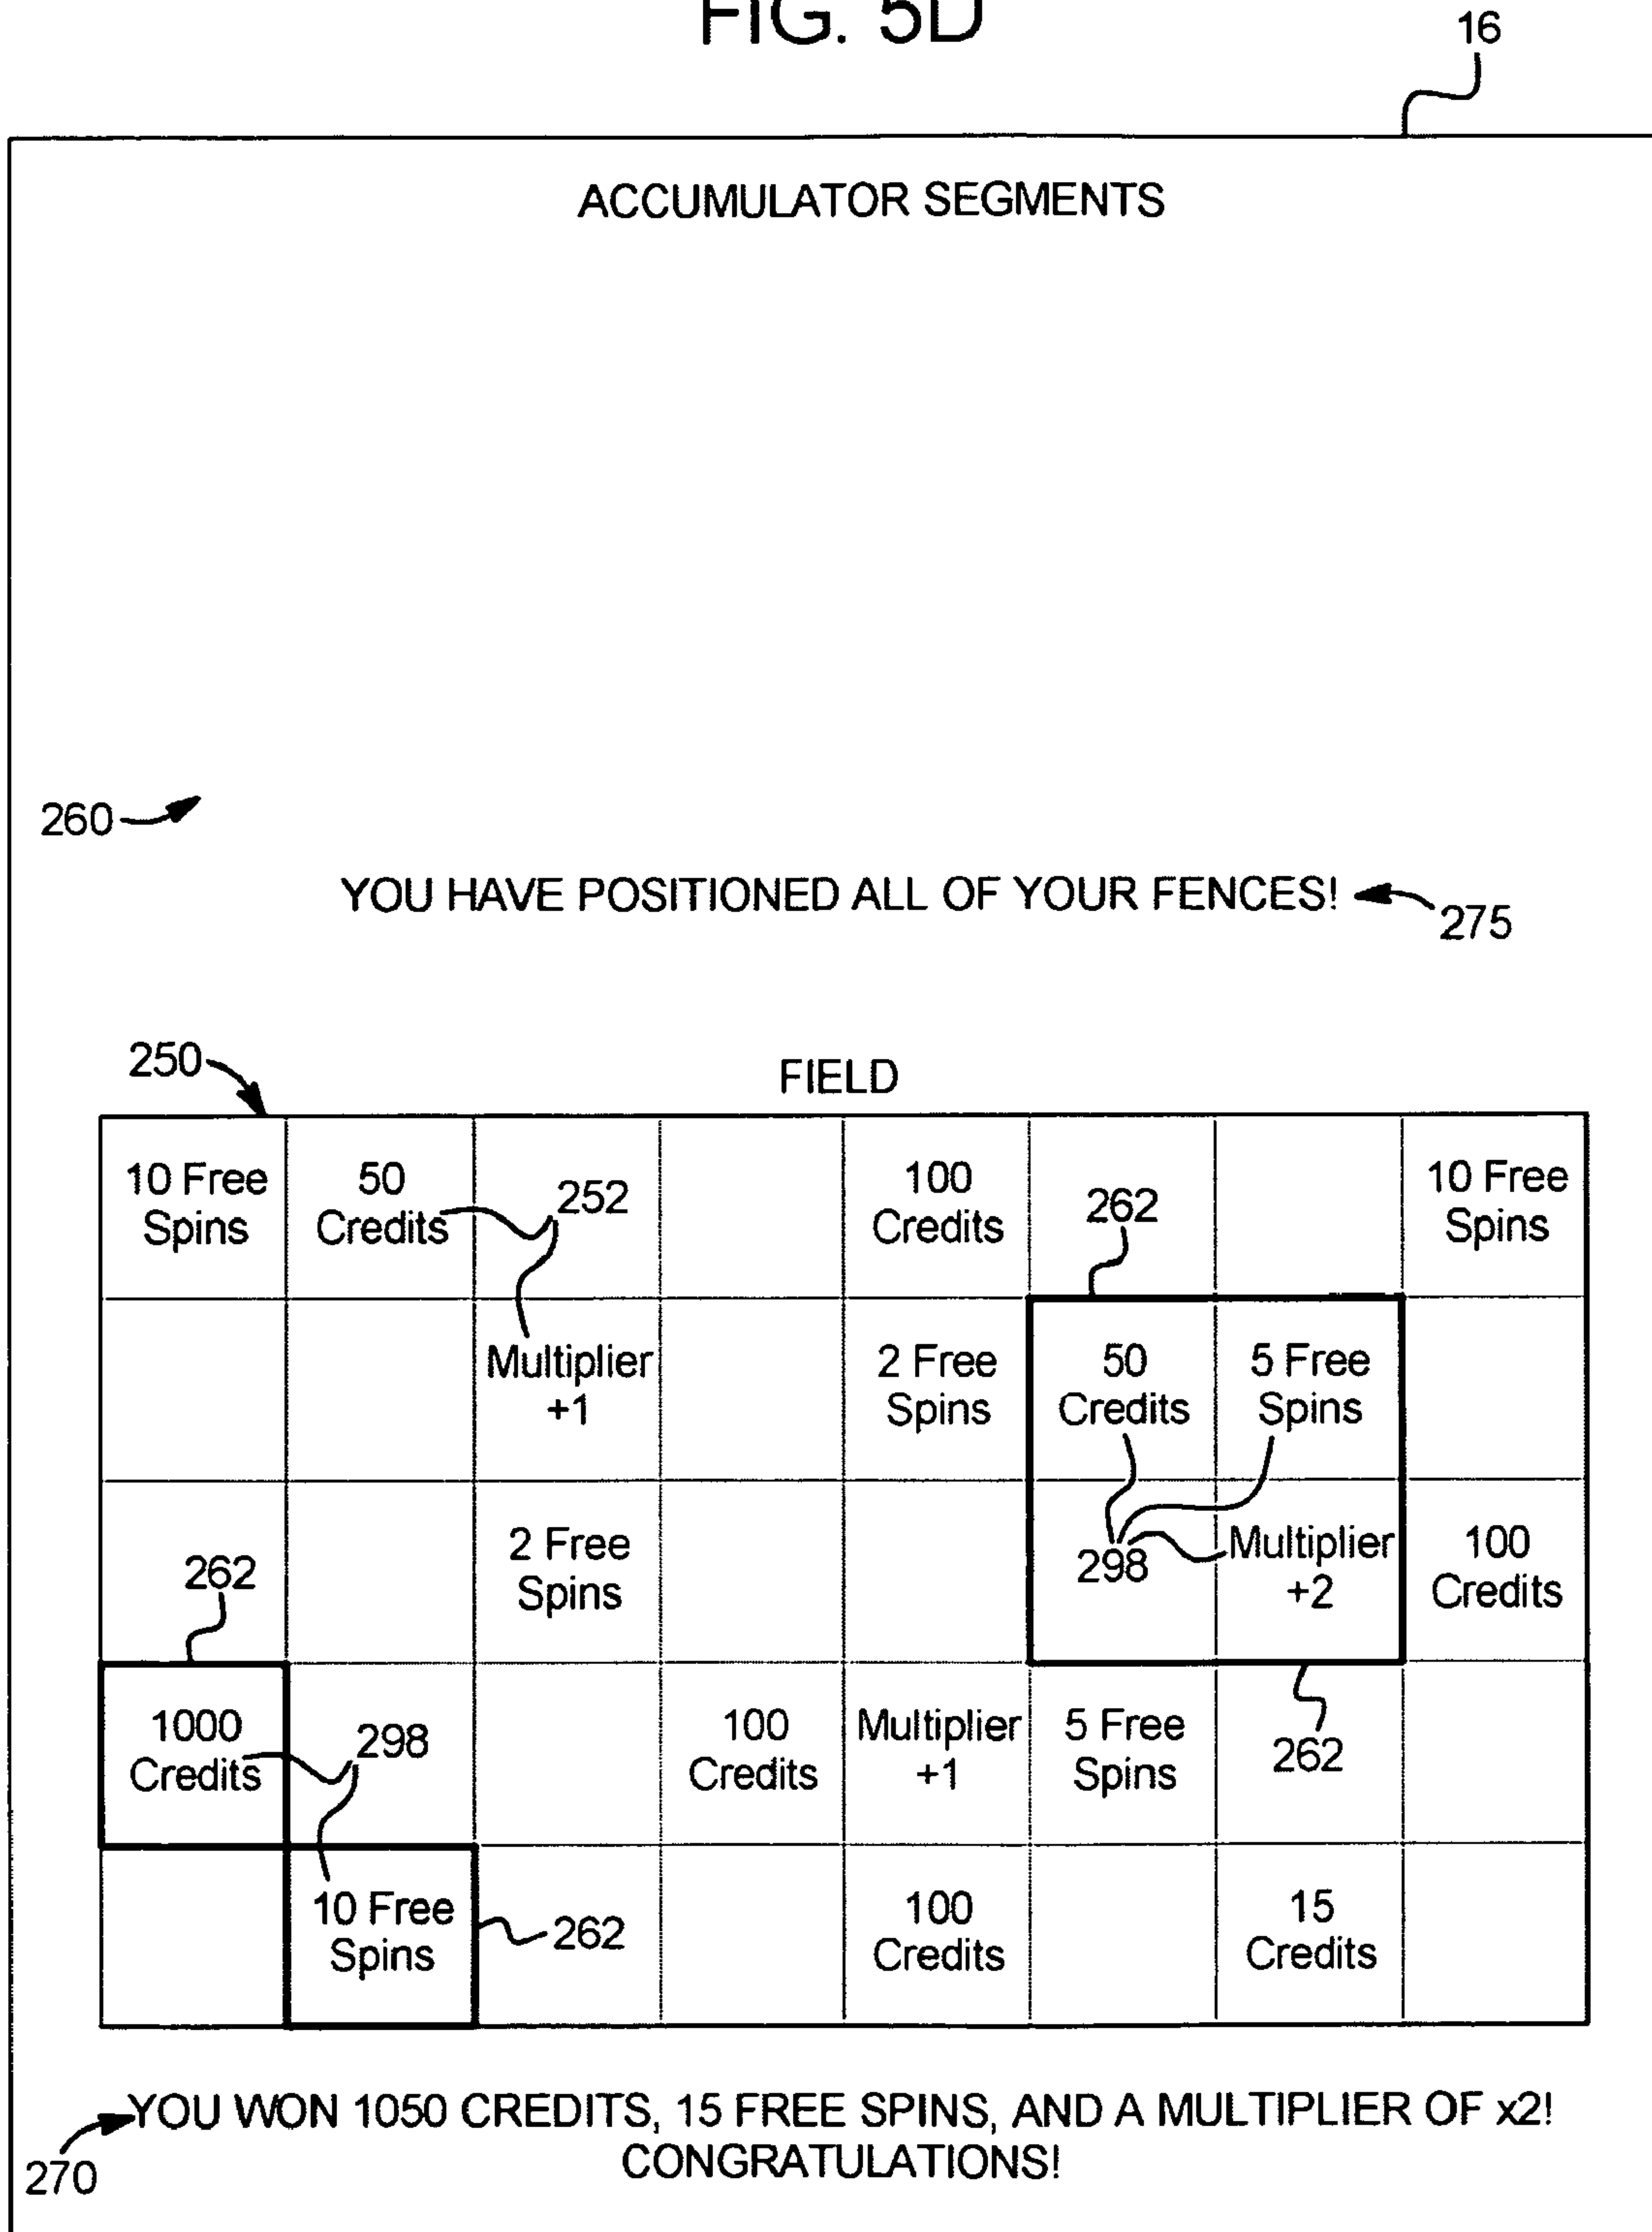 FIG. 5D
16
ACCUMULATOR SEGMENTS
260
YOU HAVE POSITIONED ALL OF YOUR FENCES!
275
250
FIELD
10 Free
Spins
50
Credits
252
100
Credits
262
10 Free
Spins
Multiplier
+1
2 Free
Spins
50
Credits
5 Free
Spins
262
2 Free
Spins
298
Multiplier
+2
100
Credits
1000
Credits
298
100
Credits
Multiplier
+1
5 Free
Spins
262
10 Free
Spins
262
100
Credits
15
Credits
YOU WON 1050 CREDITS, 15 FREE SPINS, AND A MULTIPLIER OF x2!
CONGRATULATIONS!
270